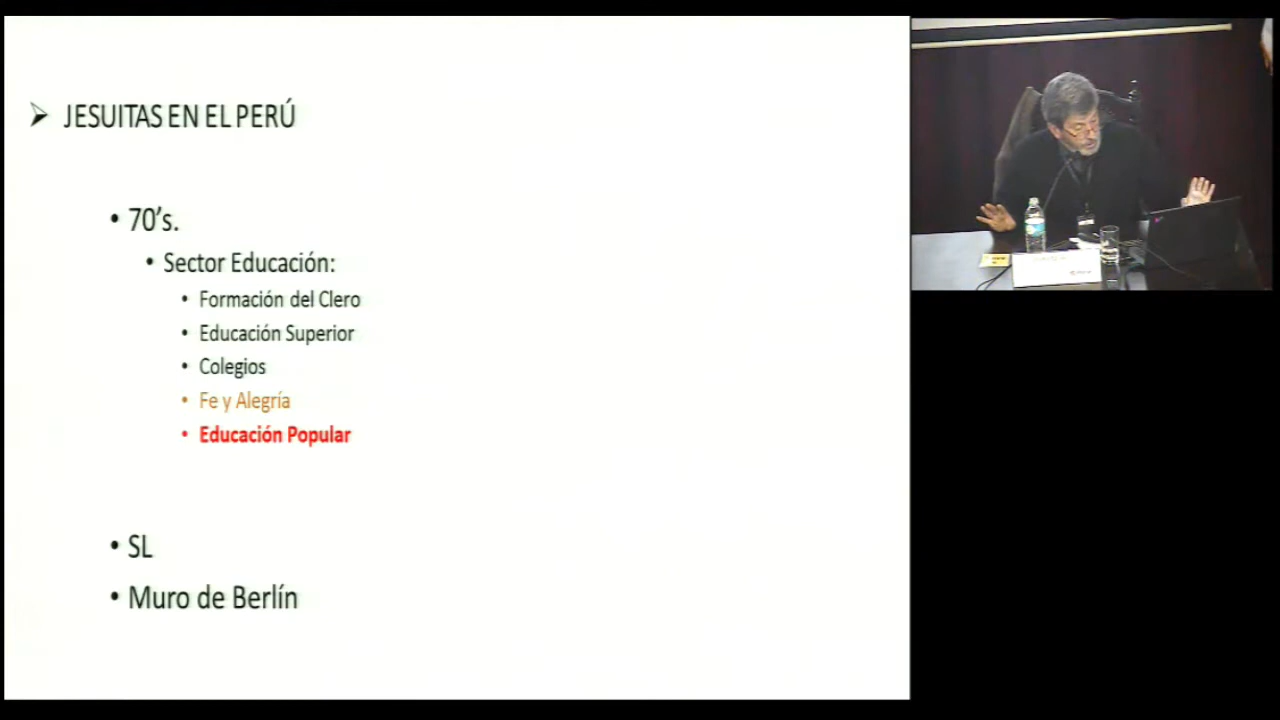 JESUITAS EN EL PERÚ
70's.
Sector Educación:
Formación del Clero
Educación Superior
Colegios
Fe y Alegría
Educación Popular
SL
Muro de Berlín